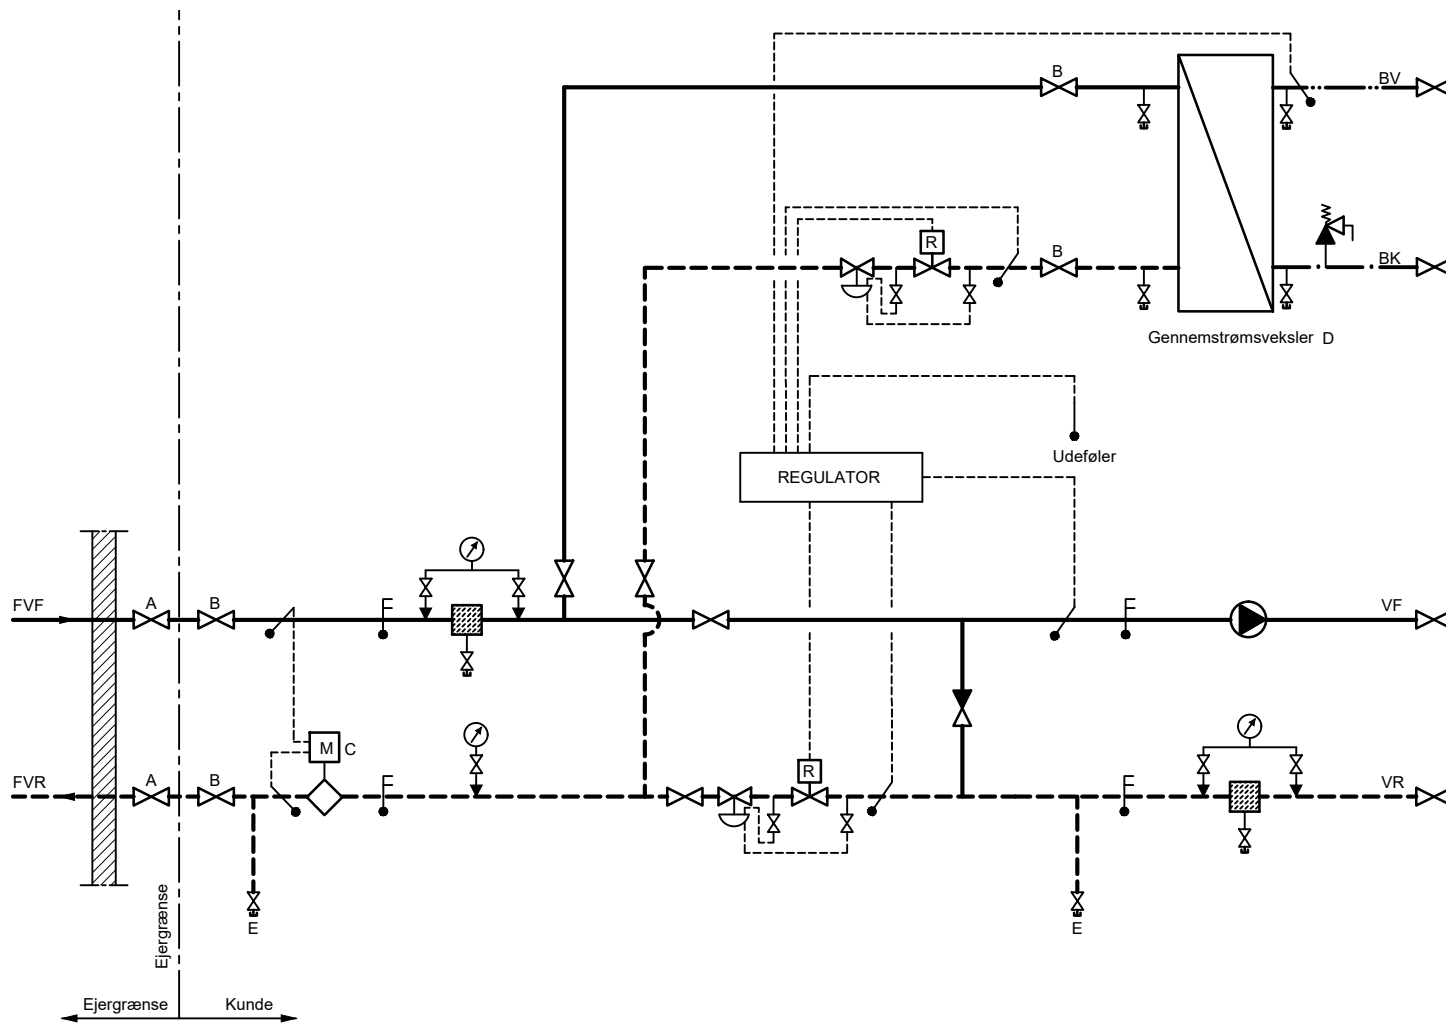 B
BV
R
B
BK
Gennemstrømsveksler D
Udeføler
REGULATOR
FVF
A
B
F
F
VF
M C
R
FVR
A
B
F
F
VR
E
E
Ejergrænse
Ejergrænse
Kunde